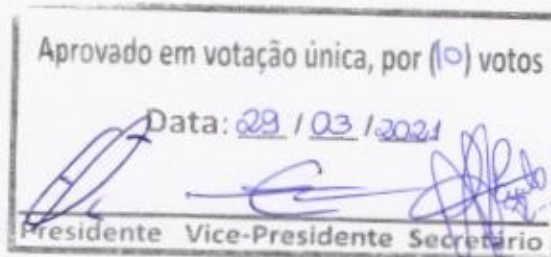 Aprovado em votação única, por (10) votos
Data: 29 / 03 / 2021
Presidente Vice-Presidente Secretário